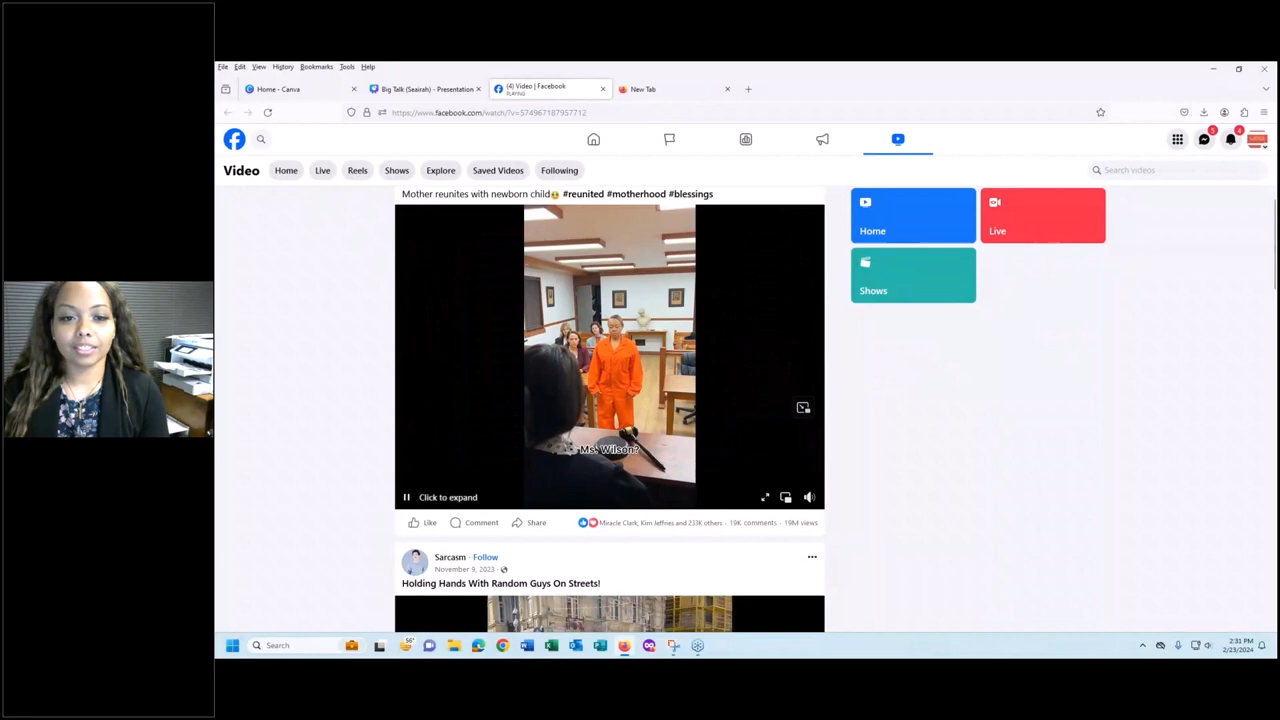 File Edit View History Bookmarks Tools Help
Home - Canva
Big Talk (Seairah) - Presentation
(4) Video | Facebook
PLAYING
New Tab
https://www.facebook.com/watch/?v=574967187957712
5
4
Video
Home
Live
Reels
Shows
Explore
Saved Videos
Following
Search videos
Mother reunites with newborn child🥹 #reunited #motherhood #blessings
Ms. Wilson?
Click to expand
Like
Comment
Share
Miracle Clark, Kim Jeffries and 233K others · 19K comments · 19M views
Sarcasm · Follow
November 9, 2023 ·
Holding Hands With Random Guys On Streets!
Home
Live
Shows
Search
56°
2:31 PM
2/23/2024